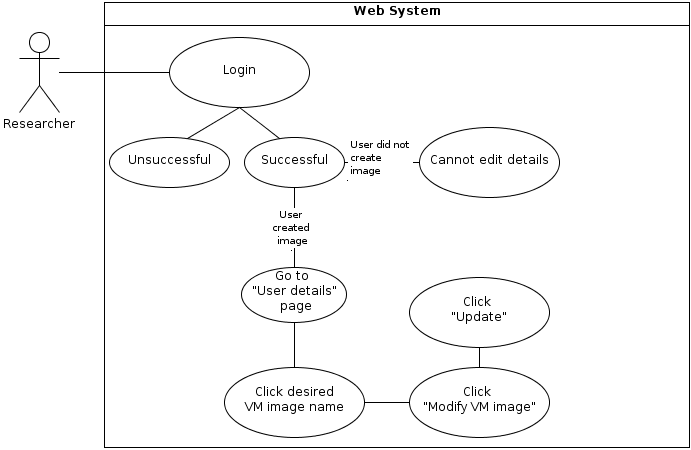 Web System
Login
Researcher
Unsuccessful
Successful
User did not
create
image
Cannot edit details
User
created
image
Go to
"User details"
page
Click
"Update"
Click desired
VM image name
Click
"Modify VM image"